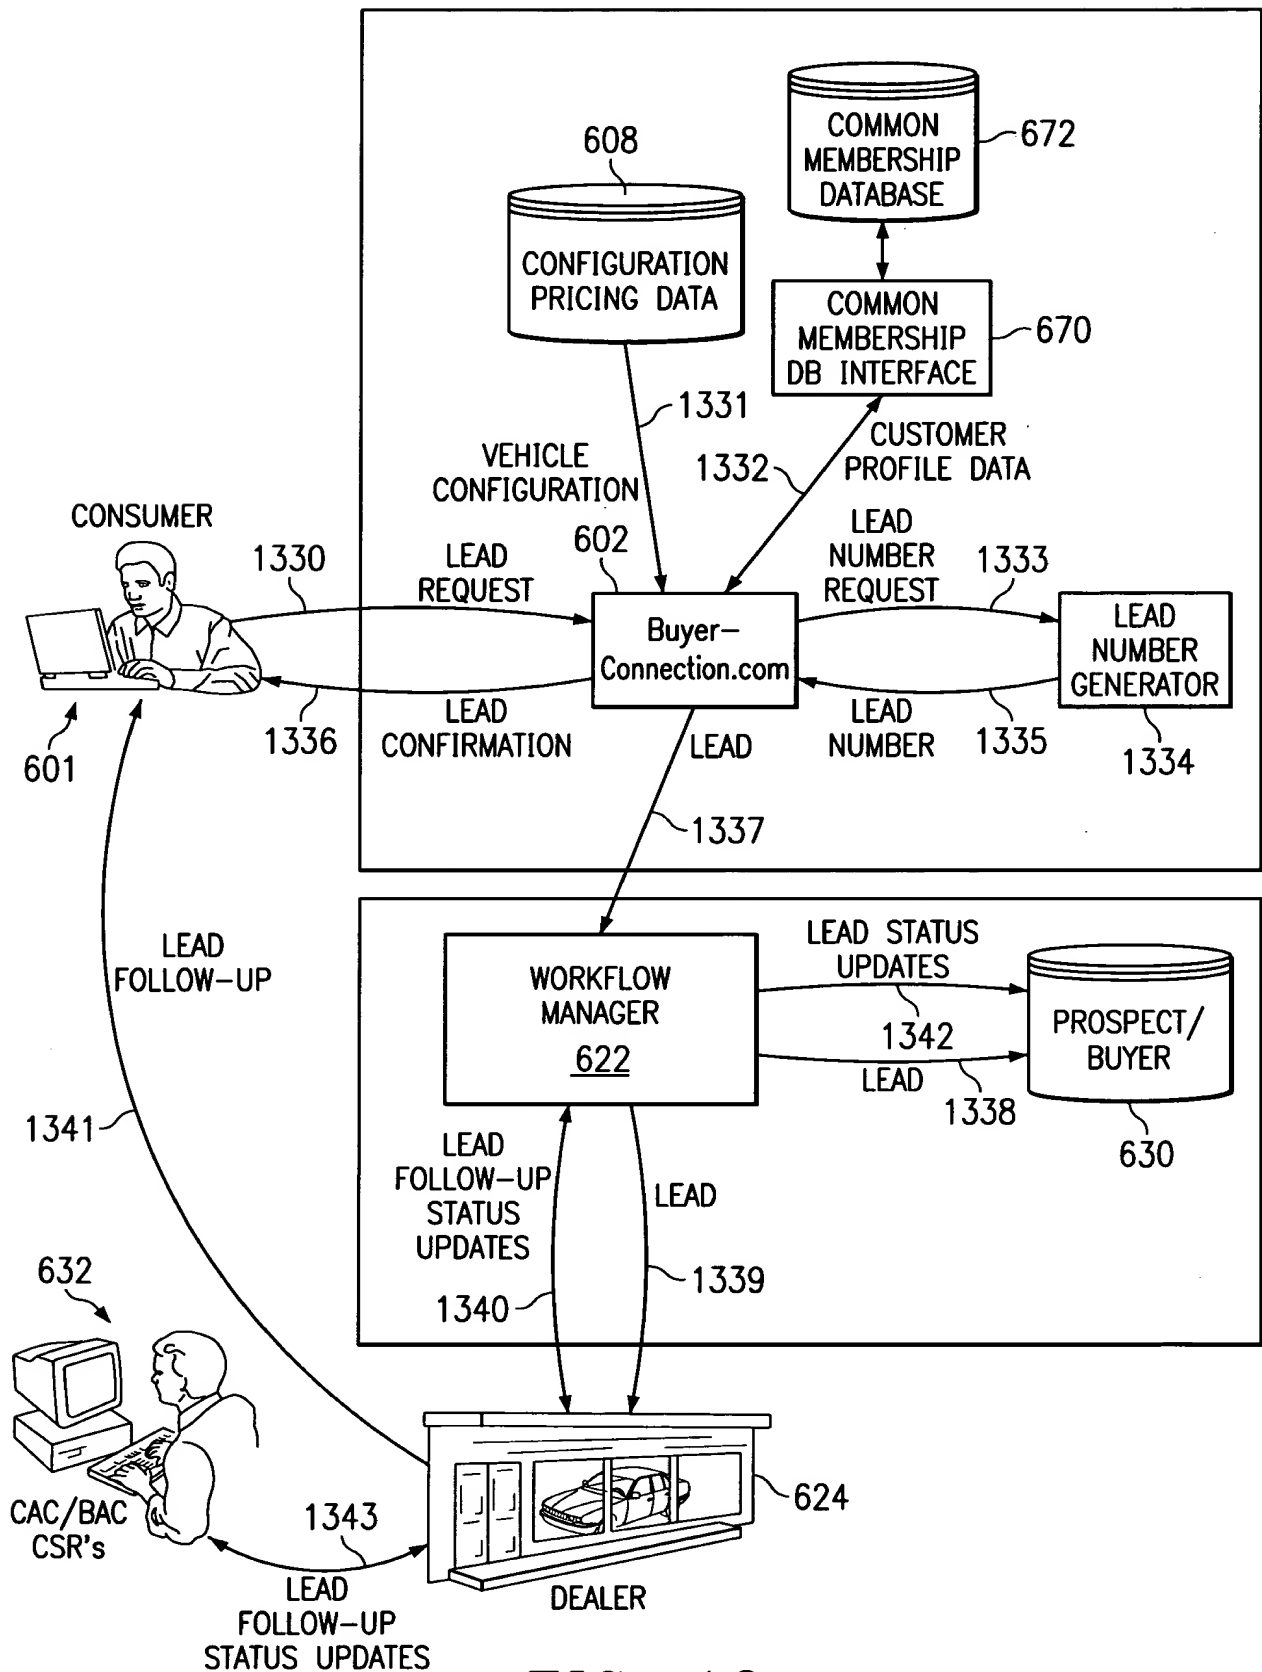 COMMON
MEMBERSHIP
DATABASE
672
608
CONFIGURATION
PRICING DATA
COMMON
MEMBERSHIP
DB INTERFACE
670
1331
CUSTOMER
PROFILE DATA
1332
VEHICLE
CONFIGURATION
CONSUMER
1330
LEAD
REQUEST
602
LEAD
NUMBER
REQUEST
1333
Buyer–
Connection.com
LEAD
NUMBER
GENERATOR
601
1336
LEAD
CONFIRMATION
LEAD
LEAD
NUMBER
1335
1334
1337
LEAD
FOLLOW–UP
WORKFLOW
MANAGER
622
LEAD STATUS
UPDATES
1342
LEAD
1338
PROSPECT/
BUYER
630
1341
LEAD
FOLLOW–UP
STATUS
UPDATES
LEAD
1340
1339
632
CAC/BAC
CSR's
1343
LEAD
FOLLOW–UP
STATUS UPDATES
624
DEALER